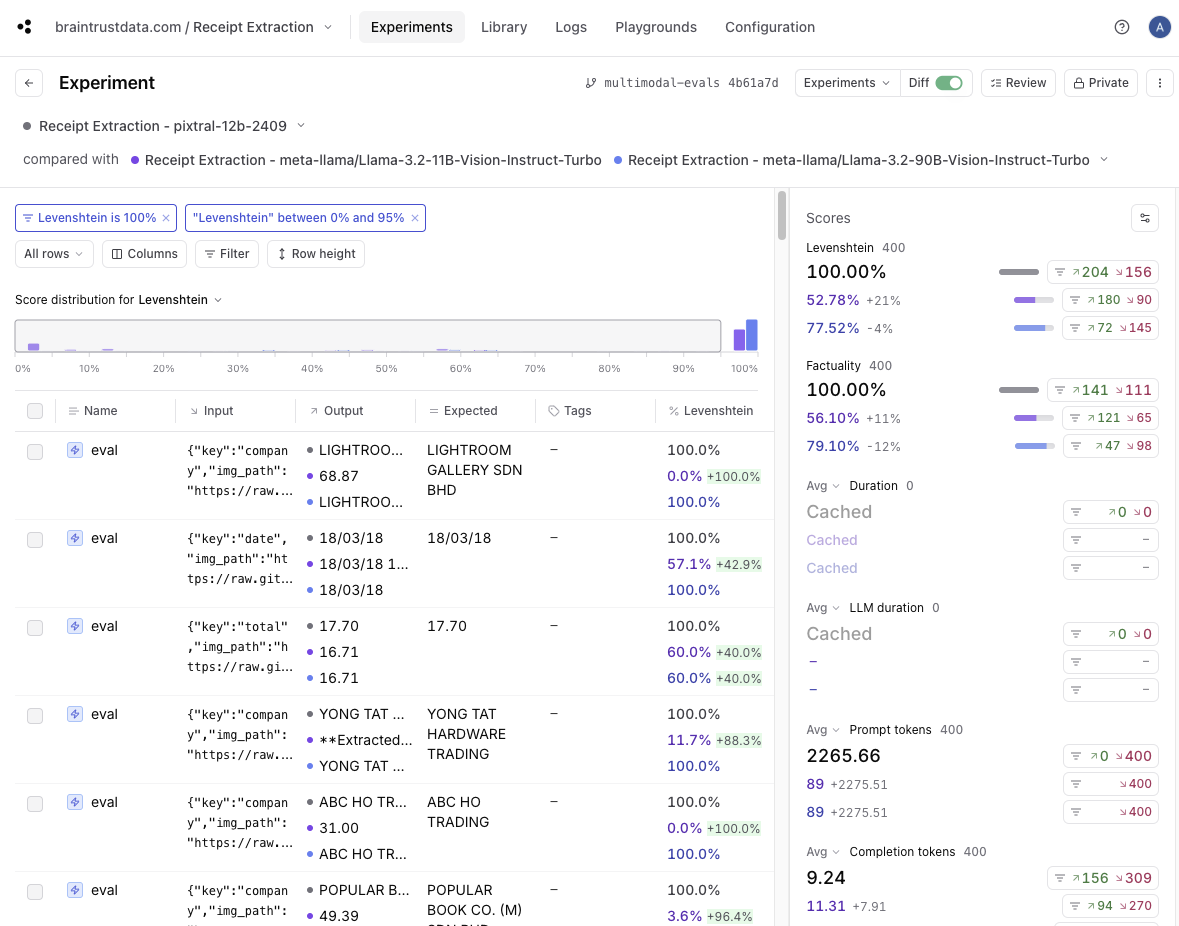 braintrustdata.com / Receipt Extraction Experiments Library Logs Playgrounds Configuration A
Experiment multimodal-evals 4b61a7d Experiments Diff Review Private
Receipt Extraction - pixtral-12b-2409
compared with Receipt Extraction - meta-llama/Llama-3.2-11B-Vision-Instruct-Turbo Receipt Extraction - meta-llama/Llama-3.2-90B-Vision-Instruct-Turbo
Levenshtein is 100% × "Levenshtein" between 0% and 95% ×
All rows Columns Filter Row height
Score distribution for Levenshtein
0% 10% 20% 30% 40% 50% 60% 70% 80% 90% 100%
Name Input Output Expected Tags % Levenshtein
eval
{"key":"compan
y","img_path":
"https://raw....
LIGHTROO...
68.87
LIGHTROO...
LIGHTROOM
GALLERY SDN
BHD
–
100.0%
0.0% +100.0%
100.0%
eval
{"key":"date",
"img_path":"ht
tps://raw.git...
18/03/18
18/03/18 1...
18/03/18
18/03/18
–
100.0%
57.1% +42.9%
100.0%
eval
{"key":"total"
,"img_path":"h
ttps://raw.gi...
17.70
16.71
16.71
17.70
–
100.0%
60.0% +40.0%
60.0% +40.0%
eval
{"key":"compan
y","img_path":
"https://raw....
YONG TAT ...
**Extracted...
YONG TAT ...
YONG TAT
HARDWARE
TRADING
–
100.0%
11.7% +88.3%
100.0%
eval
{"key":"compan
y","img_path":
"https://raw....
ABC HO TR...
31.00
ABC HO TR...
ABC HO
TRADING
–
100.0%
0.0% +100.0%
100.0%
eval
{"key":"compan
y","img_path":
POPULAR B...
49.39
POPULAR
BOOK CO. (M)
–
100.0%
3.6% +96.4%
Scores
Levenshtein 400
100.00% 204 156
52.78% +21% 180 90
77.52% -4% 72 145
Factuality 400
100.00% 141 111
56.10% +11% 121 65
79.10% -12% 47 98
Avg Duration 0
Cached 0 0
Cached –
Cached –
Avg LLM duration 0
Cached 0 0
– –
– –
Avg Prompt tokens 400
2265.66 0 400
89 +2275.51 400
89 +2275.51 400
Avg Completion tokens 400
9.24 156 309
11.31 +7.91 94 270